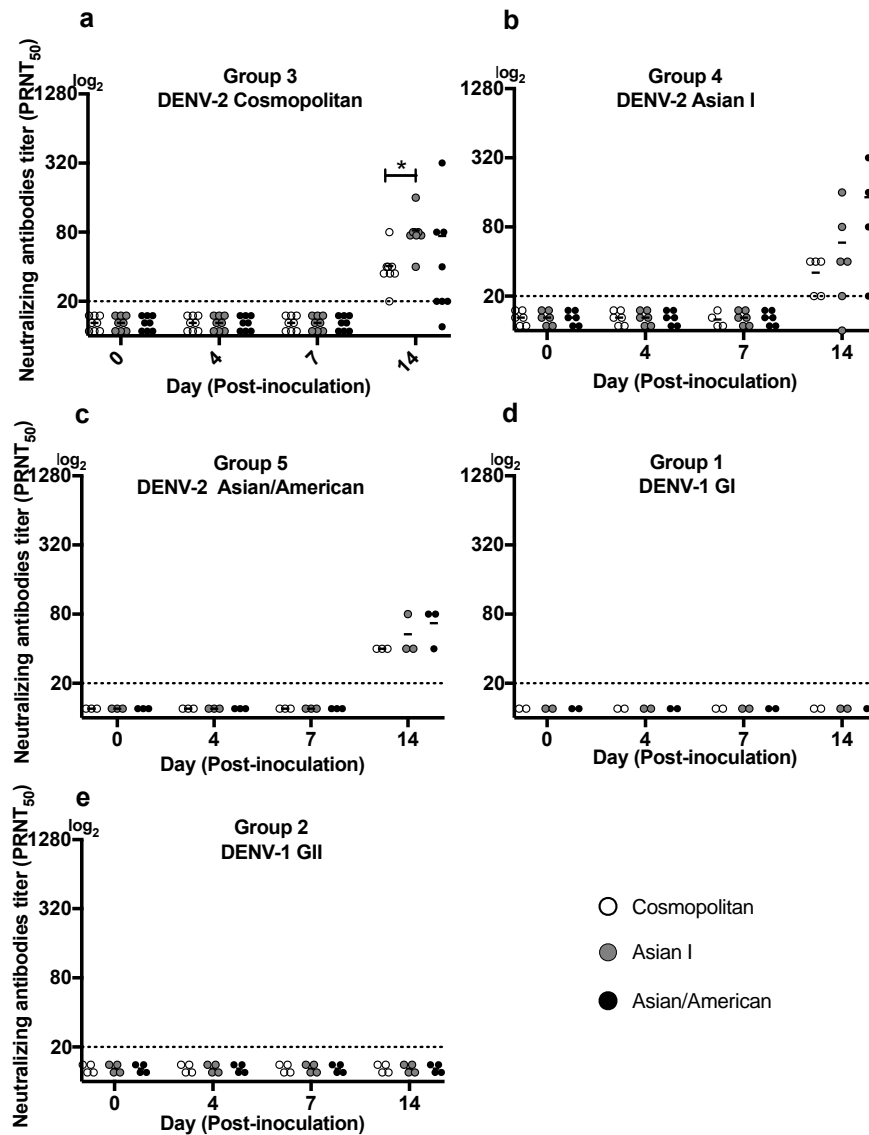 a
Neutralizing antibodies titer (PRNT50)
log2
Group 3
DENV-2 Cosmopolitan
1280
320
80
20
*
0
4
7
14
Day (Post-inoculation)
b
log2
Group 4
DENV-2 Asian I
1280
320
80
20
0
4
7
14
Day (Post-inoculation)
c
Neutralizing antibodies titer (PRNT50)
log2
Group 5
DENV-2 Asian/American
1280
320
80
20
0
4
7
14
Day (Post-inoculation)
d
log2
Group 1
DENV-1 GI
1280
320
80
20
0
4
7
14
Day (Post-inoculation)
e
Neutralizing antibodies titer (PRNT50)
log2
Group 2
DENV-1 GII
1280
320
80
20
0
4
7
14
Day (Post-inoculation)
Cosmopolitan
Asian I
Asian/American